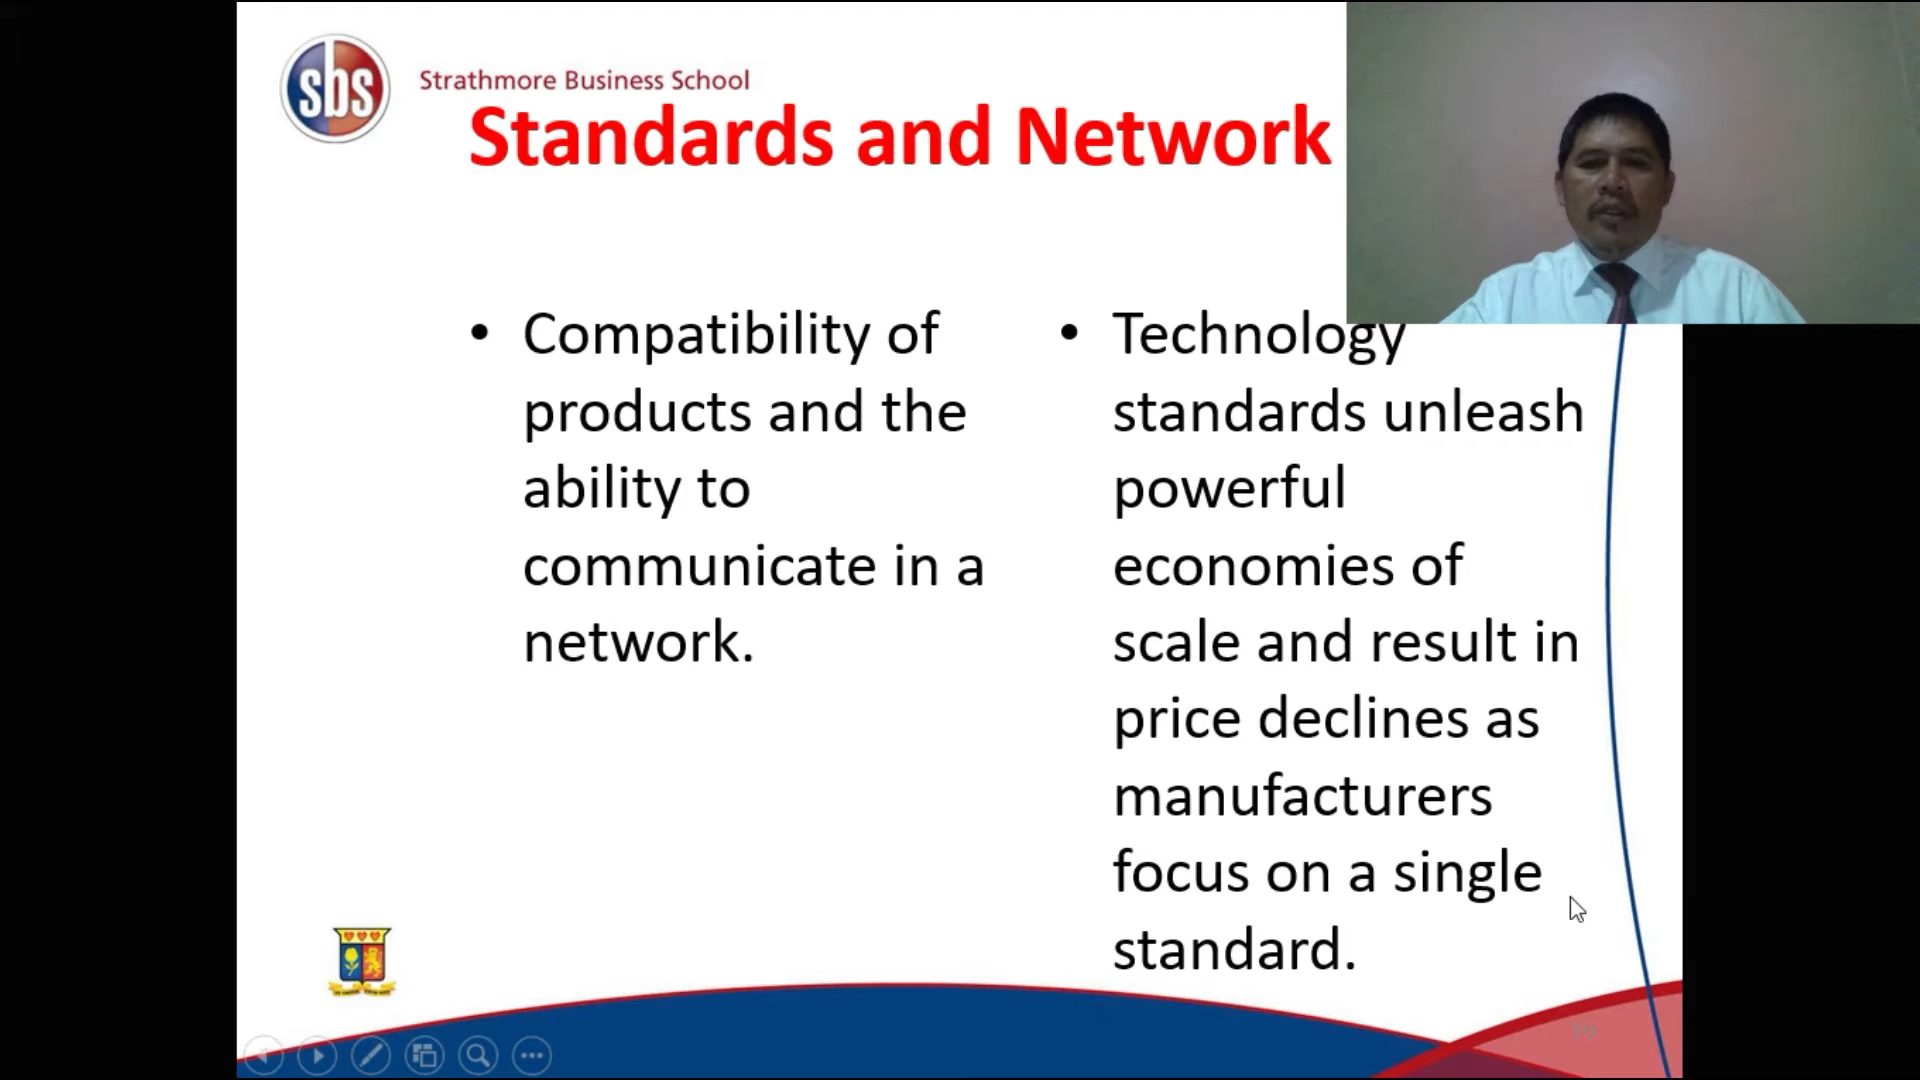 sbs
Strathmore Business School
Standards and Network
• Compatibility of
products and the
ability to
communicate in a
network.
• Technology
standards unleash
powerful
economies of
scale and result in
price declines as
manufacturers
focus on a single
standard.